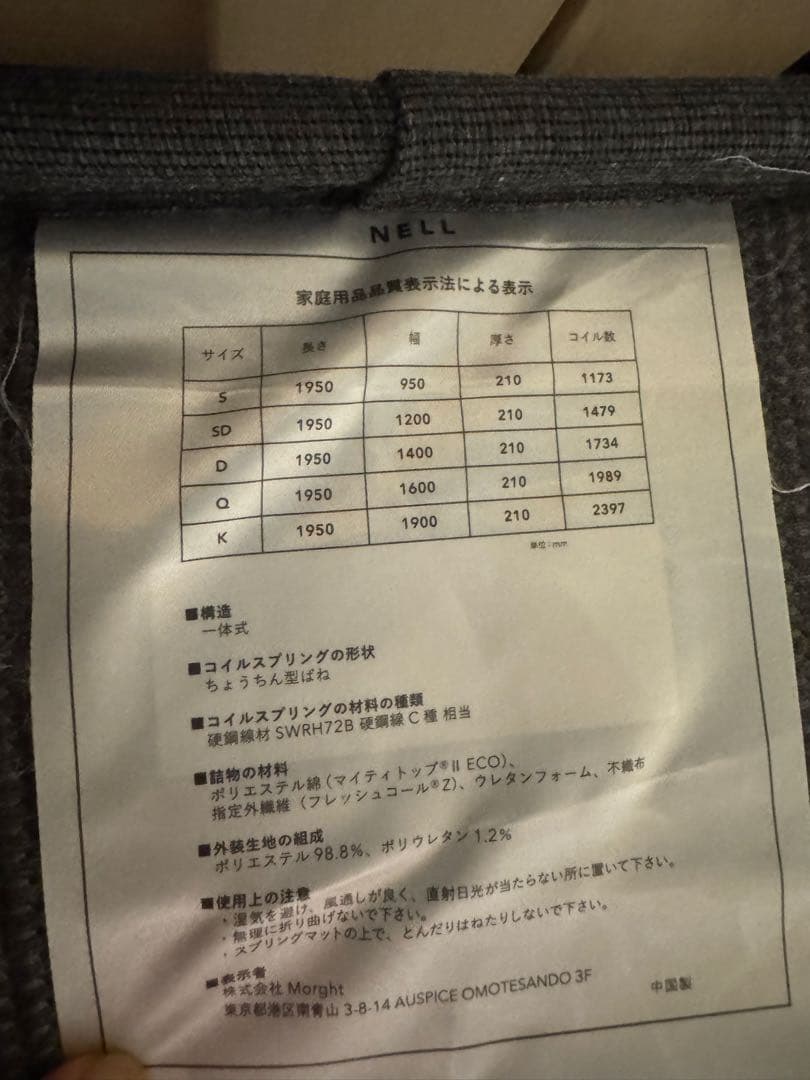 NELL
家庭用品品質表示法による表示
サイズ 長さ 幅 厚さ コイル数
S 1950 950 210 1173
SD 1950 1200 210 1479
D 1950 1400 210 1734
Q 1950 1600 210 1989
K 1950 1900 210 2397
単位:mm
■構造
一体式
■コイルスプリングの形状
ちょうちん型ばね
■コイルスプリングの材料の種類
硬鋼線材 SWRH72B 硬鋼線 C 種 相当
■詰物の材料
ポリエステル綿(マイティトップ®II ECO)、
指定外繊維(フレッシュコール®Z)、ウレタンフォーム、不織布
■外装生地の組成
ポリエステル 98.8%、ポリウレタン 1.2%
■使用上の注意
・湿気を避け、風通しが良く、直射日光が当たらない所に置いて下さい。
・無理に折り曲げないで下さい。
・スプリングマットの上で、とんだりはねたりしないで下さい。
■表示者
株式会社 Morght
東京都港区南青山 3-8-14 AUSPICE OMOTESANDO 3F
中国製